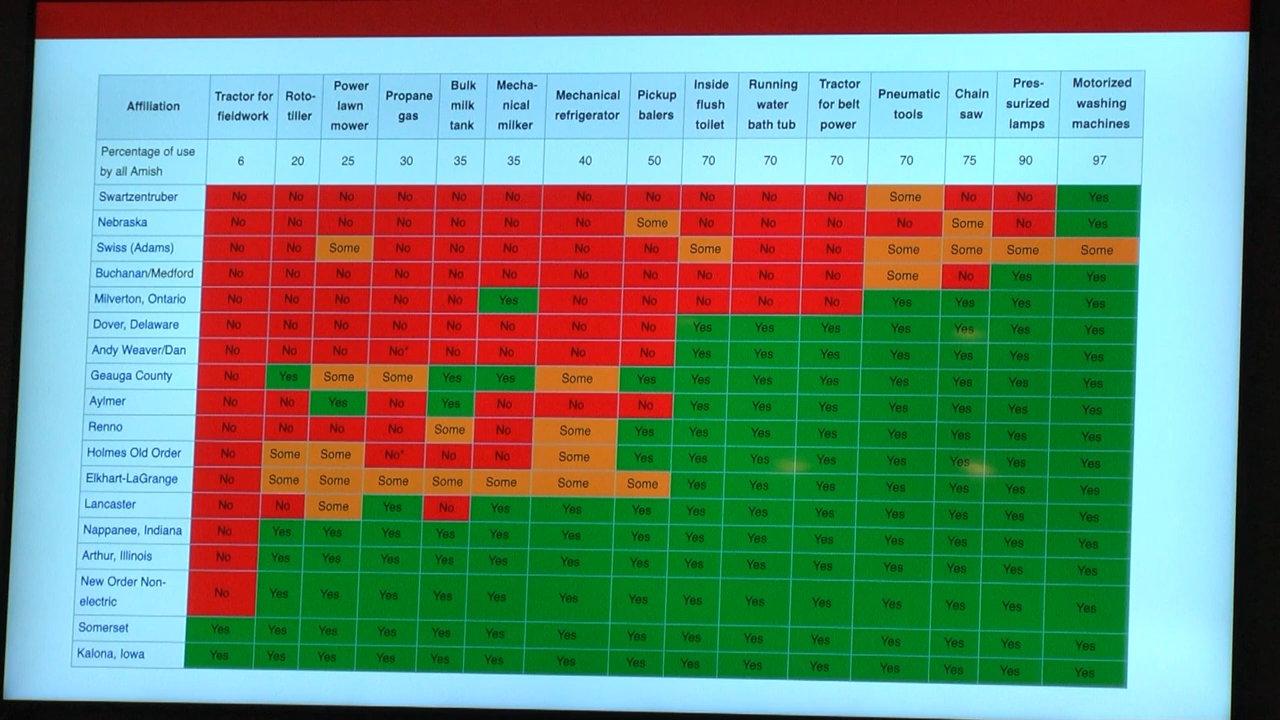 Affiliation Tractor for fieldwork Roto-tiller Power lawn mower Propane gas Bulk milk tank Mecha-nical milker Mechanical refrigerator Pickup balers Inside flush toilet Running water bath tub Tractor for belt power Pneumatic tools Chain saw Pres-surized lamps Motorized washing machines
Percentage of use by all Amish 6 20 25 30 35 35 40 50 70 70 70 70 75 90 97
Swartzentruber No No No No No No No No No No No Some No No Yes
Nebraska No No No No No No No Some No No No No Some No Yes
Swiss (Adams) No No Some No No No No No Some No No Some Some Some Some
Buchanan/Medford No No No No No No No No No No No Some No Yes Yes
Milverton, Ontario No No No No No Yes No No No No No Yes Yes Yes Yes
Dover, Delaware No No No No No No No No Yes Yes Yes Yes Yes Yes Yes
Andy Weaver/Dan No No No No* No No No No Yes Yes Yes Yes Yes Yes Yes
Geauga County No Yes Some Some Yes Yes Some Yes Yes Yes Yes Yes Yes Yes Yes
Aylmer No No Yes No Yes No No No Yes Yes Yes Yes Yes Yes Yes
Renno No No No No Some No Some Yes Yes Yes Yes Yes Yes Yes Yes
Holmes Old Order No Some Some No* No No Some Yes Yes Yes Yes Yes Yes Yes Yes
Elkhart-LaGrange No Some Some Some Some Some Some Some Yes Yes Yes Yes Yes Yes Yes
Lancaster No No Some Yes No Yes Yes Yes Yes Yes Yes Yes Yes Yes Yes
Nappanee, Indiana No Yes Yes Yes Yes Yes Yes Yes Yes Yes Yes Yes Yes Yes Yes
Arthur, Illinois No Yes Yes Yes Yes Yes Yes Yes Yes Yes Yes Yes Yes Yes Yes
New Order Non-electric No Yes Yes Yes Yes Yes Yes Yes Yes Yes Yes Yes Yes Yes Yes
Somerset Yes Yes Yes Yes Yes Yes Yes Yes Yes Yes Yes Yes Yes Yes Yes
Kalona, Iowa Yes Yes Yes Yes Yes Yes Yes Yes Yes Yes Yes Yes Yes Yes Yes